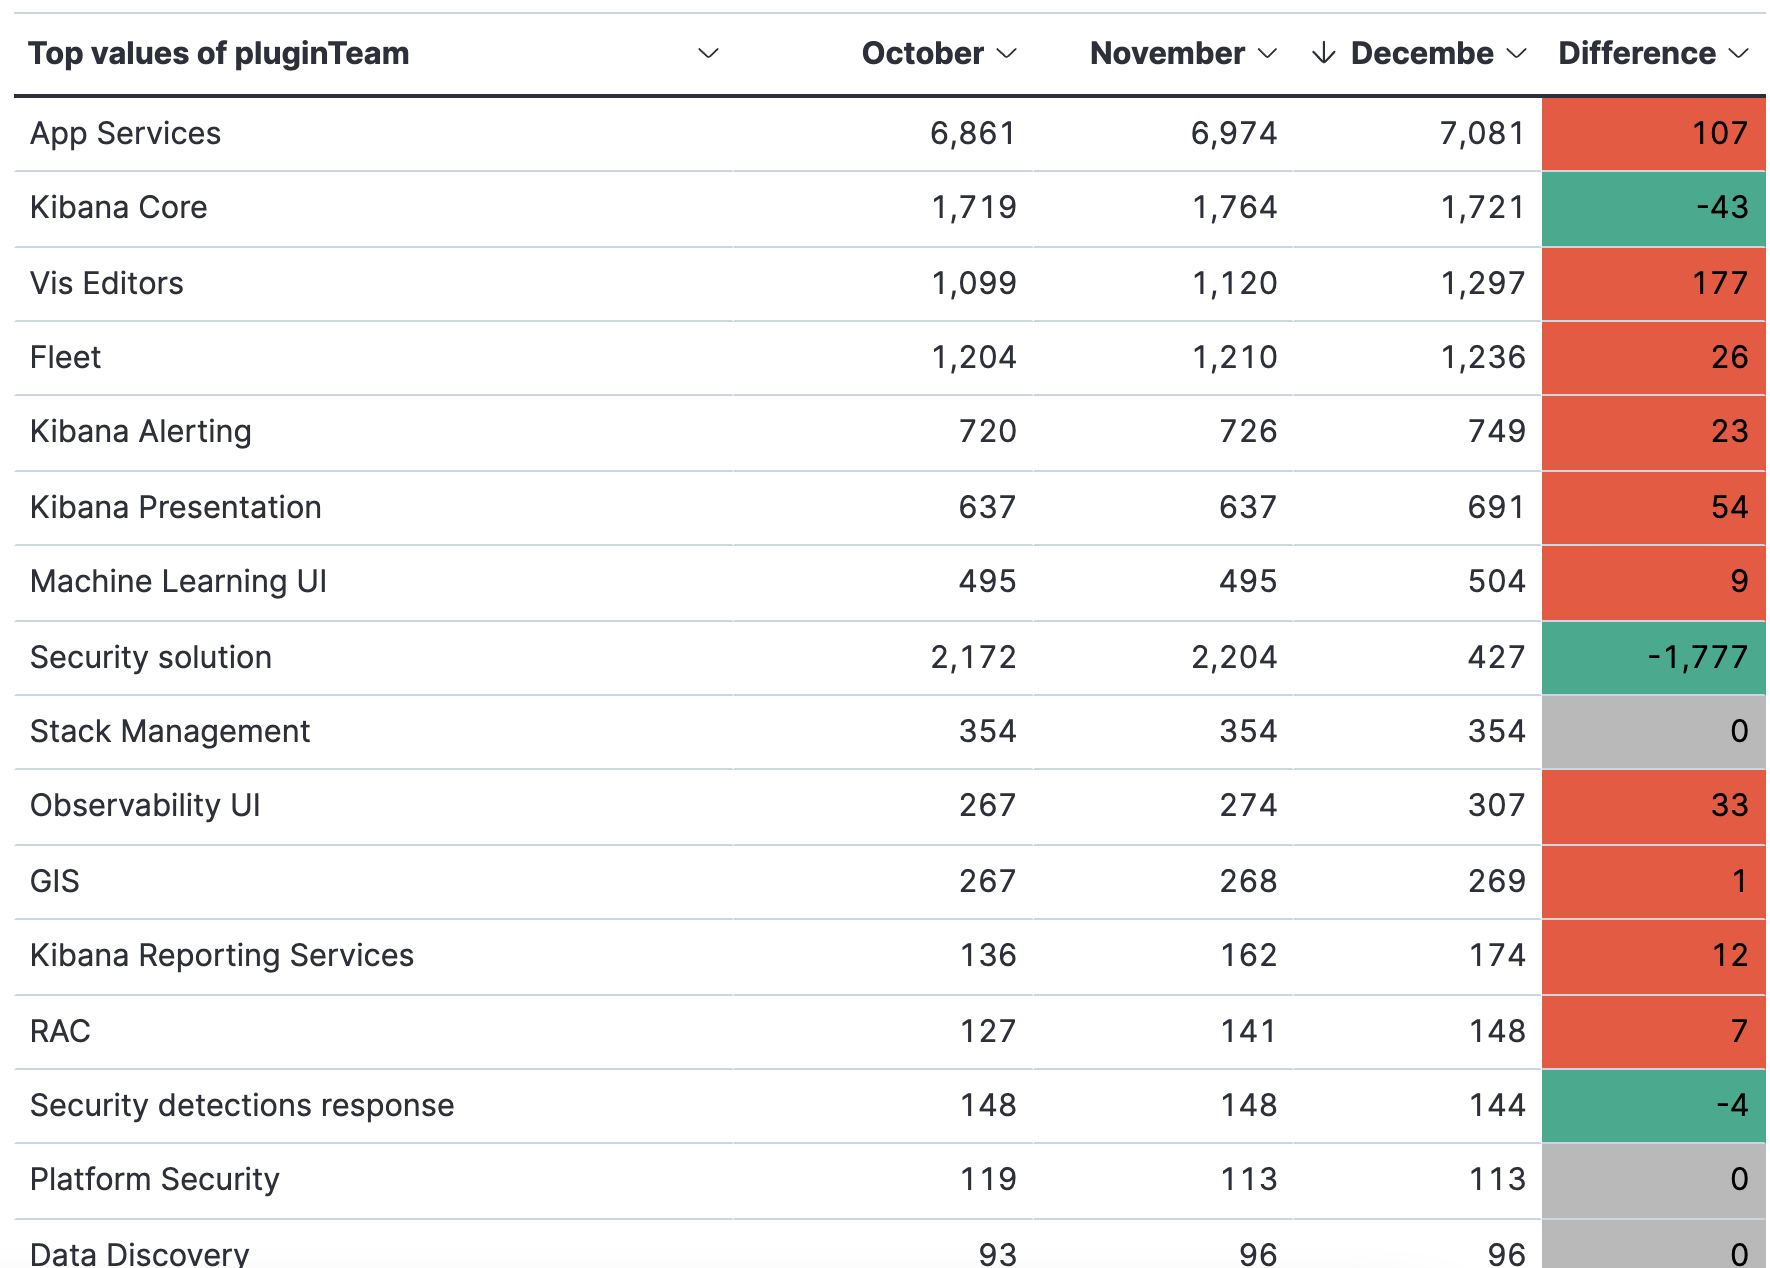 Top values of pluginTeam October November Decembe Difference
App Services 6,861 6,974 7,081 107
Kibana Core 1,719 1,764 1,721 -43
Vis Editors 1,099 1,120 1,297 177
Fleet 1,204 1,210 1,236 26
Kibana Alerting 720 726 749 23
Kibana Presentation 637 637 691 54
Machine Learning UI 495 495 504 9
Security solution 2,172 2,204 427 -1,777
Stack Management 354 354 354 0
Observability UI 267 274 307 33
GIS 267 268 269 1
Kibana Reporting Services 136 162 174 12
RAC 127 141 148 7
Security detections response 148 148 144 -4
Platform Security 119 113 113 0
Data Discovery 93 96 96 0